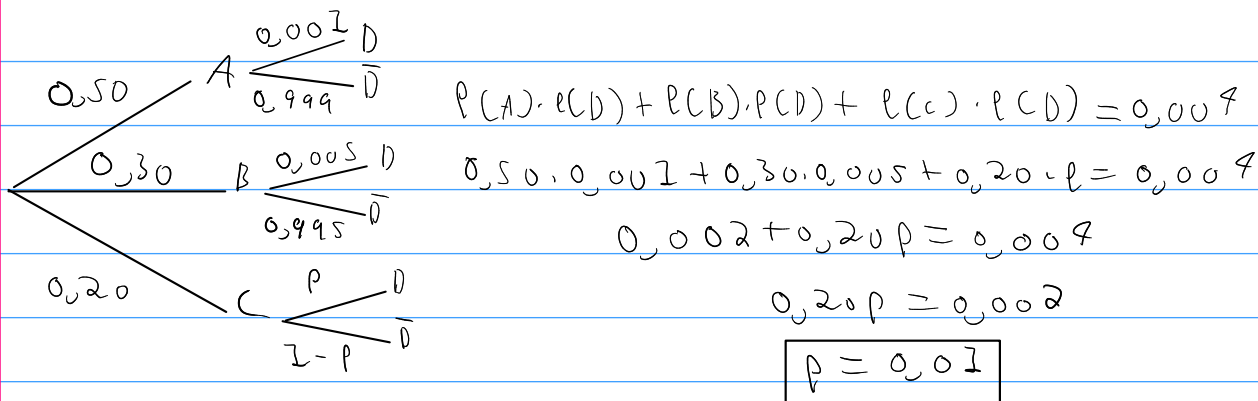 0,001 D
A
0,50
0,999 D̅
P(A)·P(D)+P(B)·P(D)+P(C)·P(D)=0,004
0,30
B
0,005 D
0,995 D̅
0,50·0,001+0,30·0,005+0,20·P=0,004
0,002+0,20P=0,004
0,20
C
P D
1-P D̅
0,20P=0,002
P=0,01